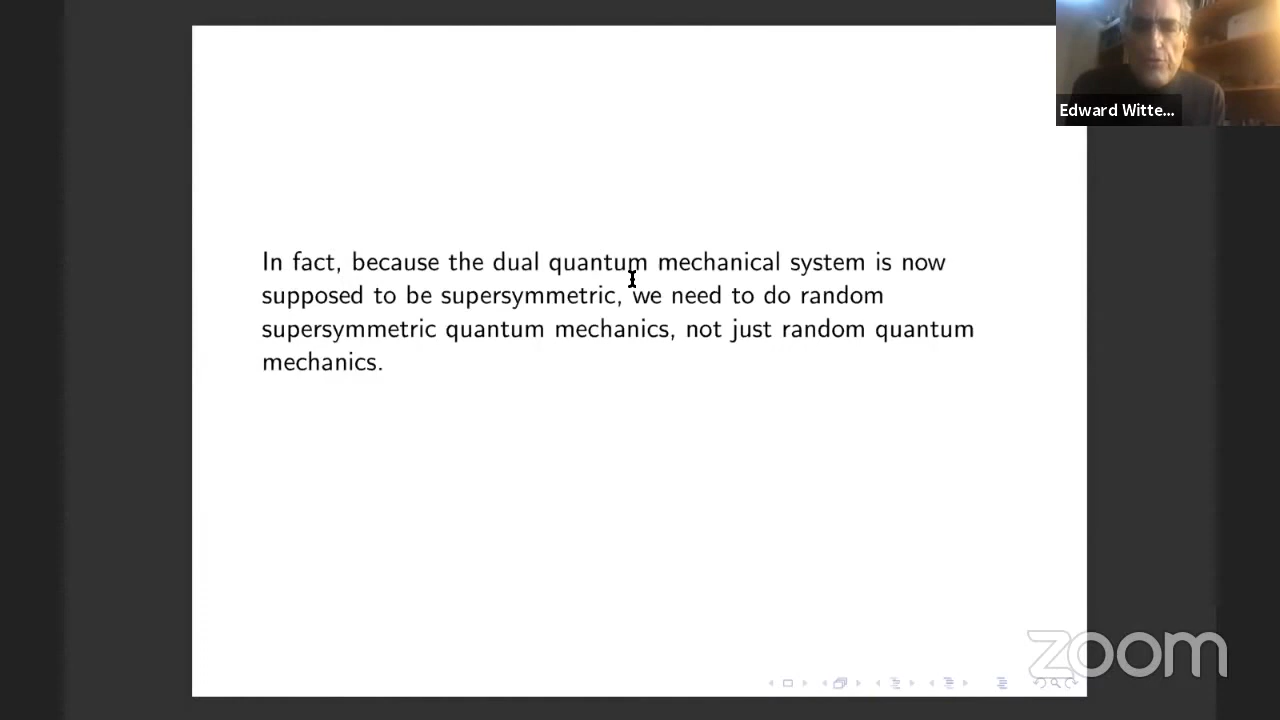 Edward Witte...
In fact, because the dual quantum mechanical system is now
supposed to be supersymmetric, we need to do random
supersymmetric quantum mechanics, not just random quantum
mechanics.
zoom